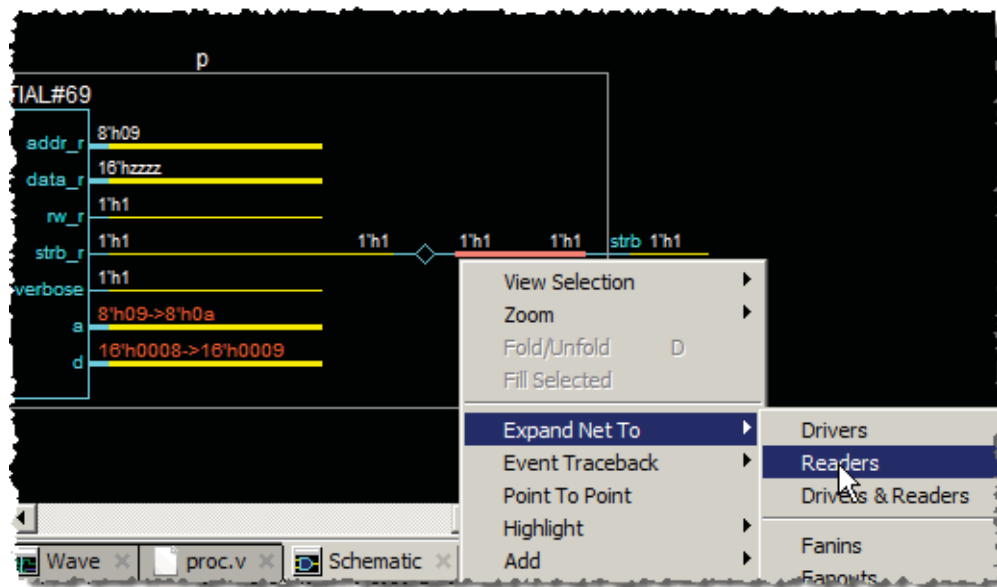 p
TIAL#69
addr_r 8'h09
data_r 16'hzzzz
rw_r 1'h1
strb_r 1'h1 1'h1 1'h1 1'h1 strb 1'h1
verbose 1'h1
a 8'h09->8'h0a
d 16'h0008->16'h0009
View Selection
Zoom
Fold/Unfold D
Fill Selected
Expand Net To
Event Traceback
Point To Point
Highlight
Add
Drivers
Readers
Drivers & Readers
Fanins
Fanouts
Wave proc.v Schematic